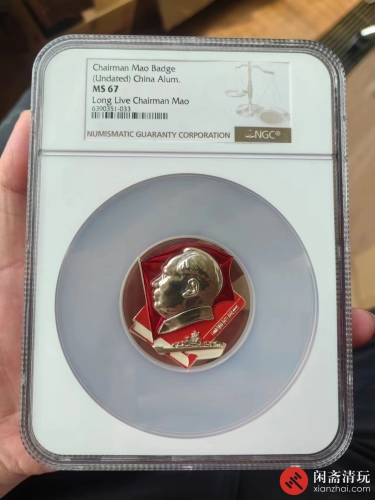 Chairman Mao Badge
(Undated) China Alum.
MS 67
Long Live Chairman Mao
6390351-033
NUMISMATIC GUARANTY CORPORATION
NGC®
闲斋清玩
xianzhai.com